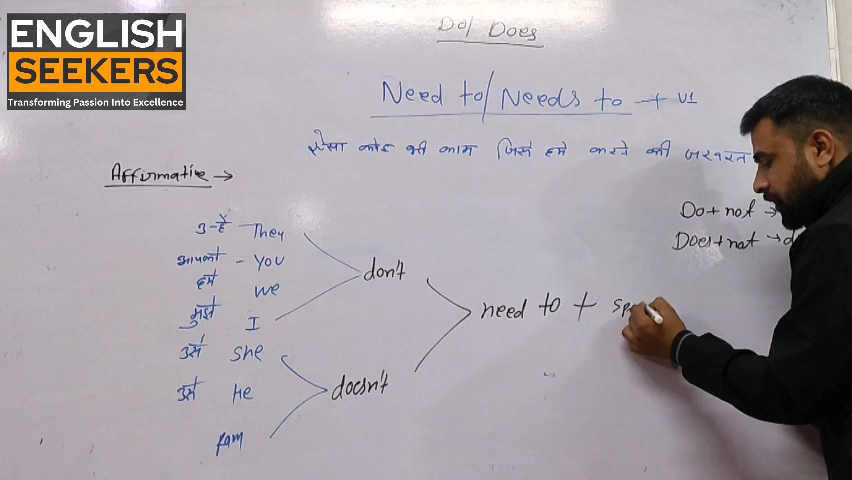 ENGLISH
SEEKERS
Transforming Passion Into Excellence
Do/ Does
Need to/Needs to + V1
ऐसा कोई भी काम जिसे हमे करने की जरूरत
Affirmative →
Do + not →
Does + not → d
उन्हें They
आपको - You
हमें We
मुझे I
उसे She
उसे He
Ram
don't
doesn't
need to + sp